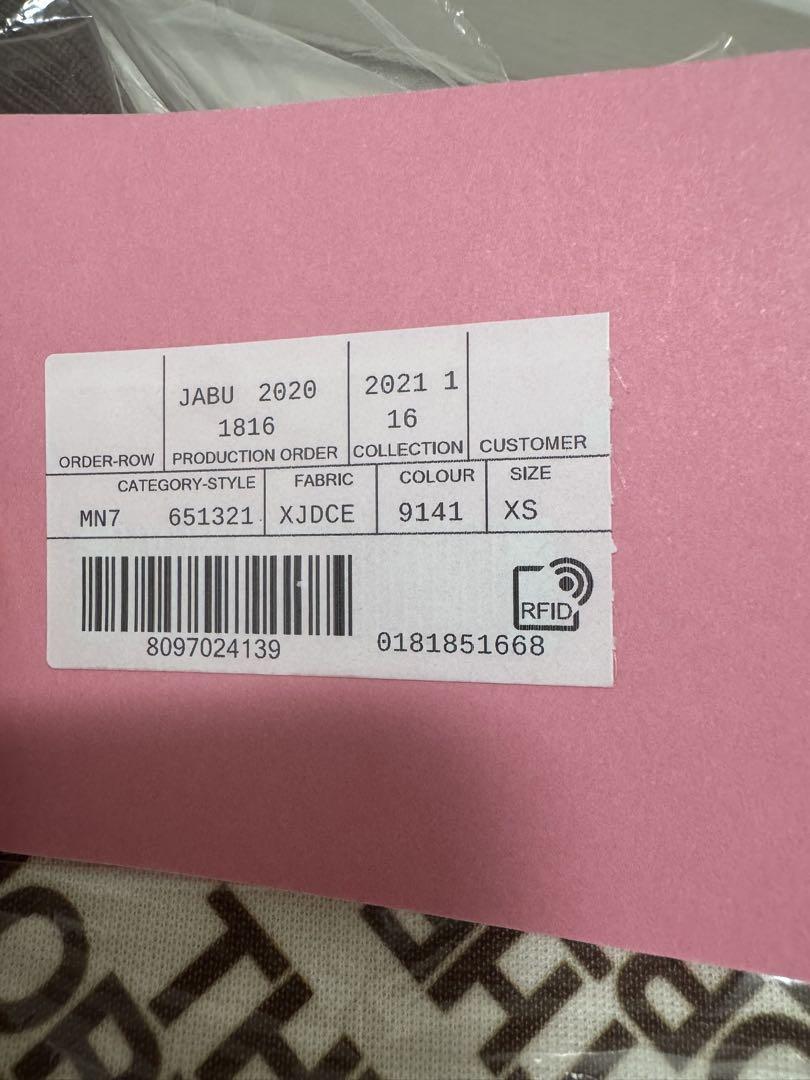 JABU 2020
1816
2021 1
16
ORDER-ROW PRODUCTION ORDER COLLECTION CUSTOMER
CATEGORY-STYLE FABRIC COLOUR SIZE
MN7 651321 XJDCE 9141 XS
RFID
8097024139 0181851668